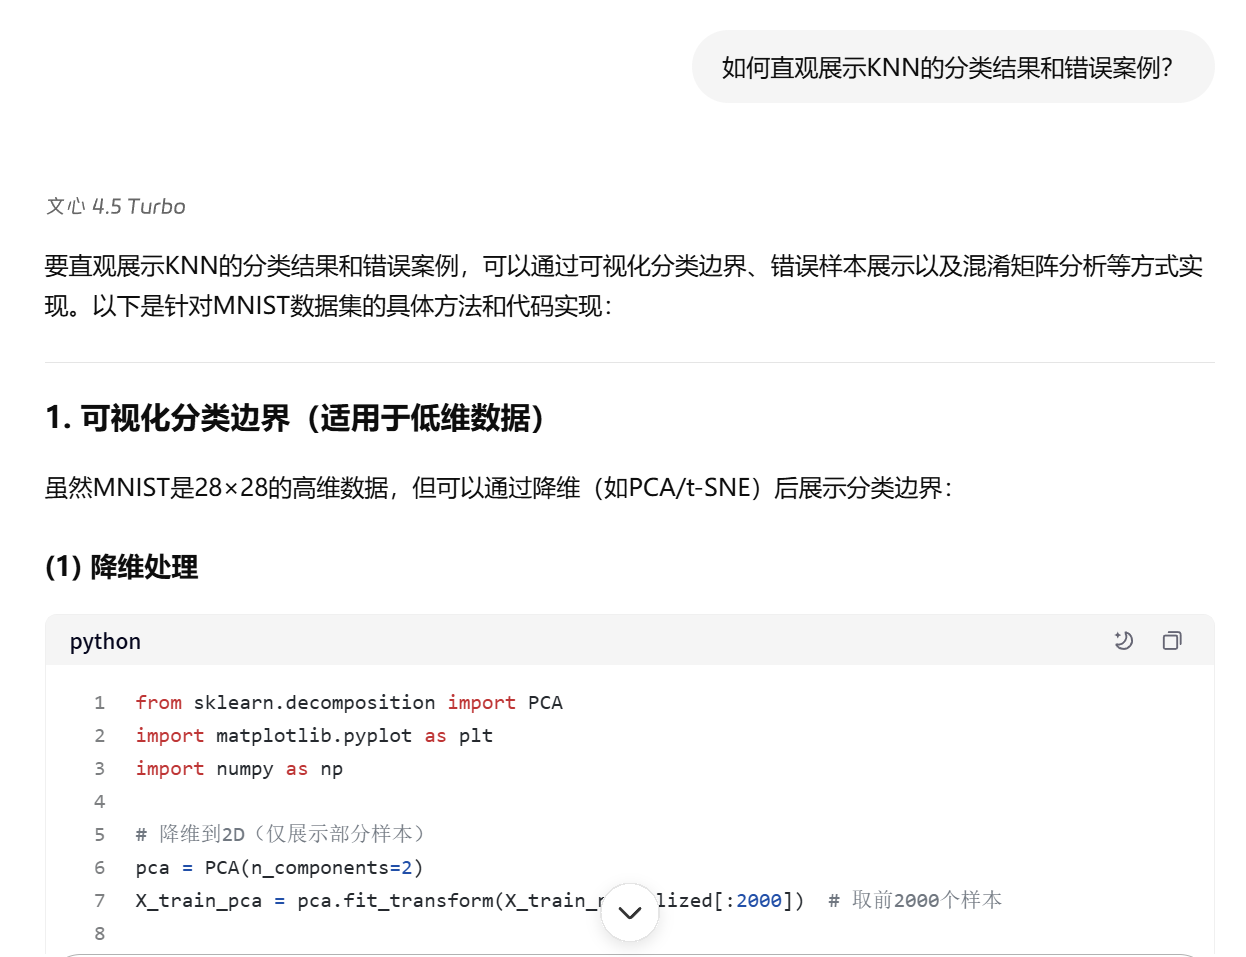 如何直观展示KNN的分类结果和错误案例？
文心 4.5 Turbo
要直观展示KNN的分类结果和错误案例，可以通过可视化分类边界、错误样本展示以及混淆矩阵分析等方式实
现。以下是针对MNIST数据集的具体方法和代码实现：
1. 可视化分类边界（适用于低维数据）
虽然MNIST是28×28的高维数据，但可以通过降维（如PCA/t-SNE）后展示分类边界：
(1) 降维处理
python
1 from sklearn.decomposition import PCA
2 import matplotlib.pyplot as plt
3 import numpy as np
4
5 # 降维到2D（仅展示部分样本）
6 pca = PCA(n_components=2)
7 X_train_pca = pca.fit_transform(X_train_ lized[:2000]) # 取前2000个样本
8